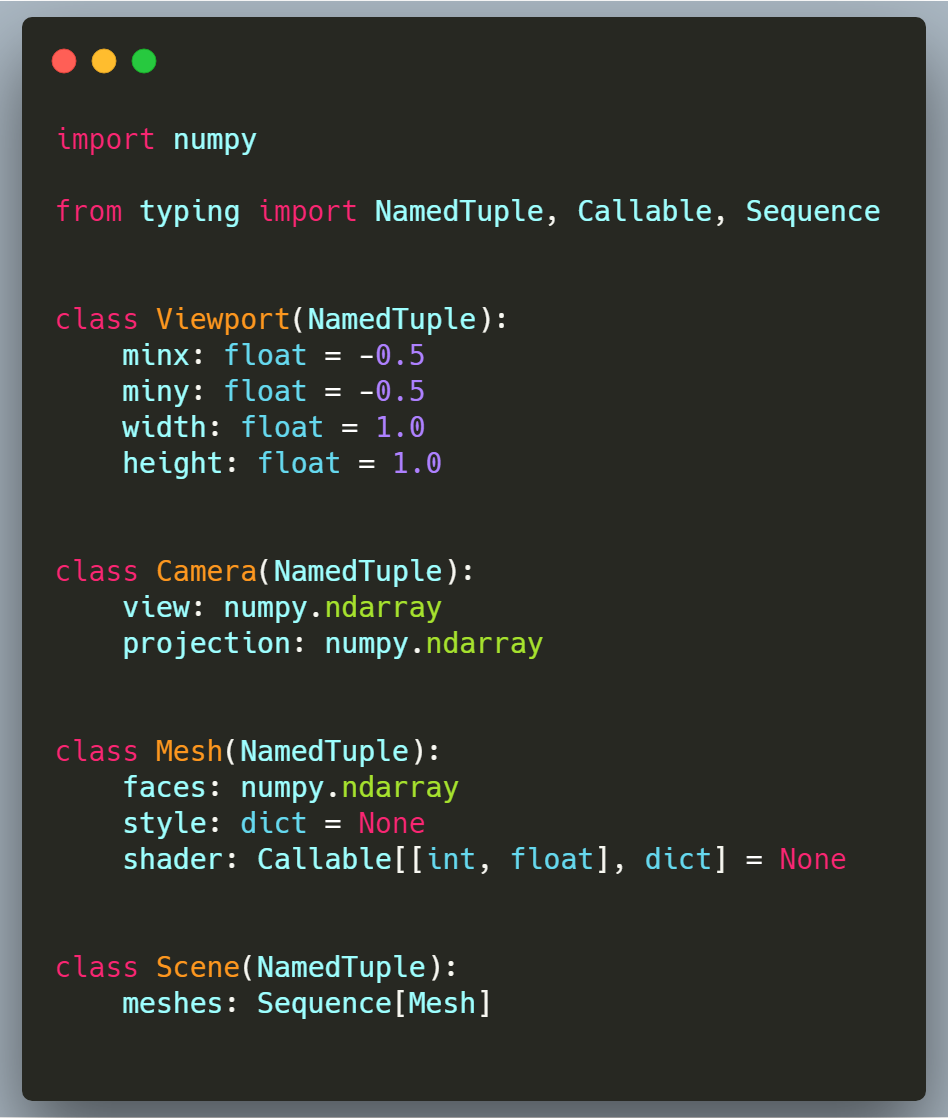 import numpy
from typing import NamedTuple, Callable, Sequence
class Viewport(NamedTuple):
    minx: float = -0.5
    miny: float = -0.5
    width: float = 1.0
    height: float = 1.0
class Camera(NamedTuple):
    view: numpy.ndarray
    projection: numpy.ndarray
class Mesh(NamedTuple):
    faces: numpy.ndarray
    style: dict = None
    shader: Callable[[int, float], dict] = None
class Scene(NamedTuple):
    meshes: Sequence[Mesh]